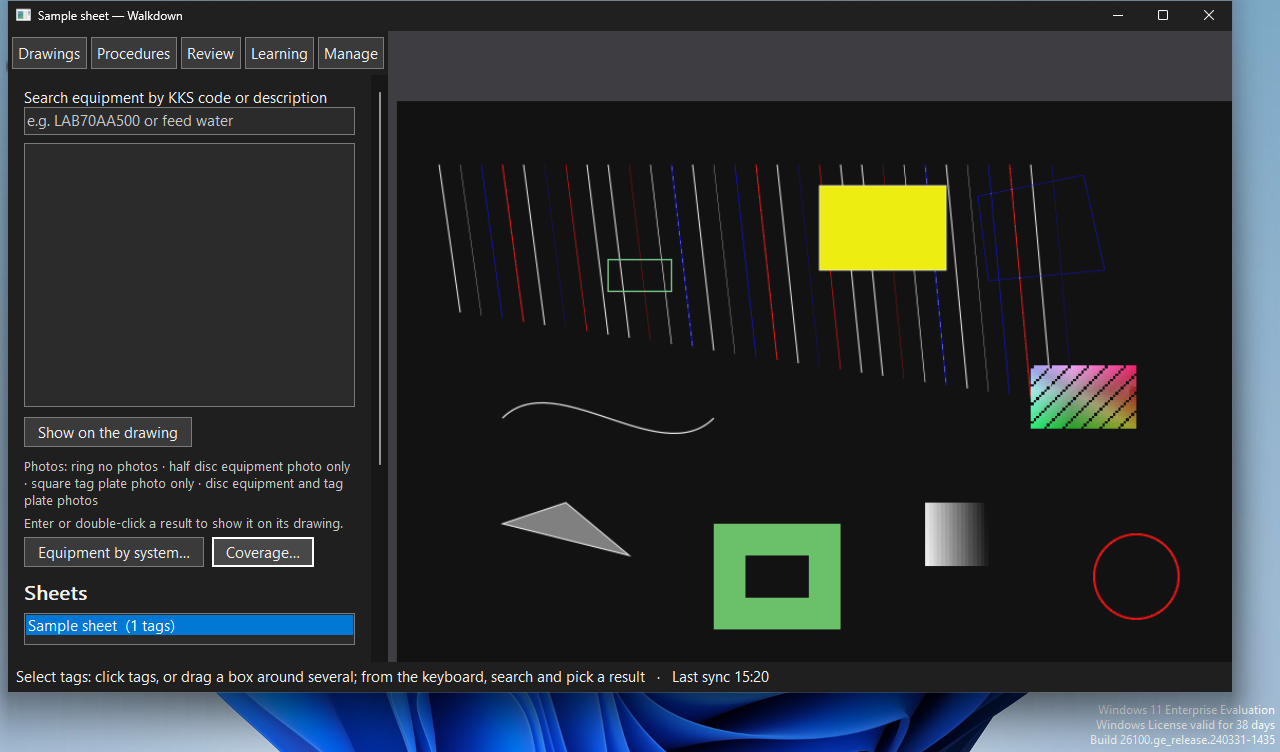 Sample sheet — Walkdown
Drawings Procedures Review Learning Manage
Search equipment by KKS code or description
e.g. LAB70AA500 or feed water
Show on the drawing
Photos: ring no photos · half disc equipment photo only
· square tag plate photo only · disc equipment and tag
plate photos
Enter or double-click a result to show it on its drawing.
Equipment by system... Coverage...
Sheets
Sample sheet (1 tags)
Select tags: click tags, or drag a box around several; from the keyboard, search and pick a result · Last sync 15:20
Windows 11 Enterprise Evaluation
Windows License valid for 38 days
Build 26100.ge_release.240331-1435